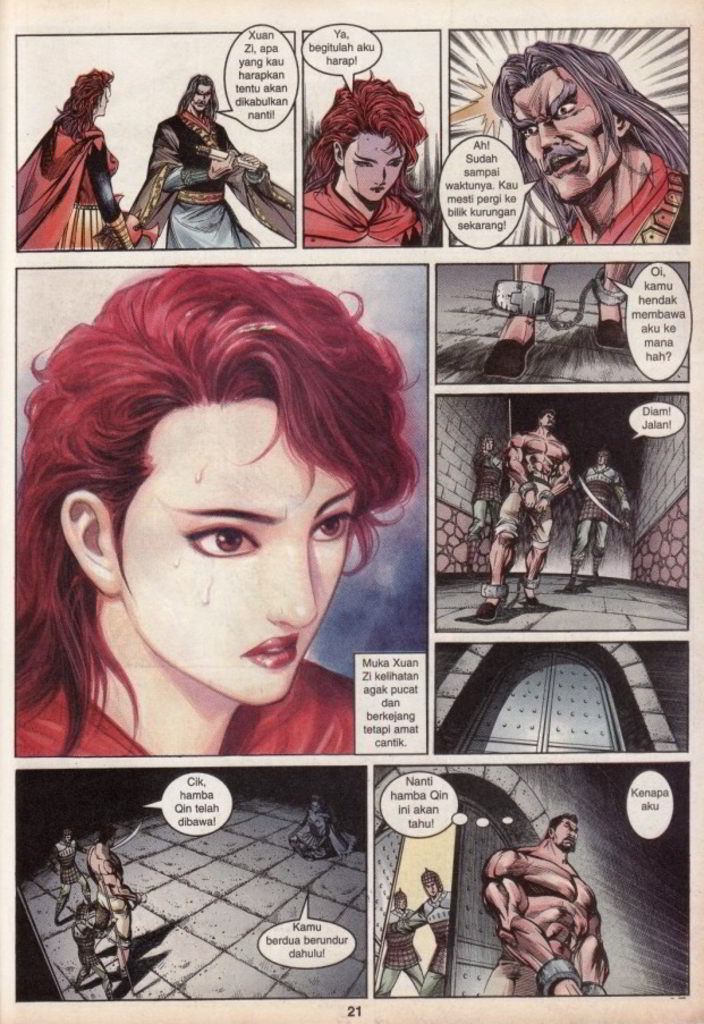 Xuan
Zi, apa
yang kau
harapkan
tentu akan
dikabulkan
nanti!
Ya,
begitulah aku
harap!
Ah!
Sudah
sampai
waktunya. Kau
mesti pergi ke
bilik kurungan
sekarang!
Muka Xuan
Zi kelihatan
agak pucat
dan
berkejang
tetapi amat
cantik.
Oi,
kamu
hendak
membawa
aku ke
mana
hah?
Diam!
Jalan!
Cik,
hamba
Qin telah
dibawa!
Kamu
berdua berundur
dahulu!
Nanti
hamba Qin
ini akan
tahu!
Kenapa
aku
21